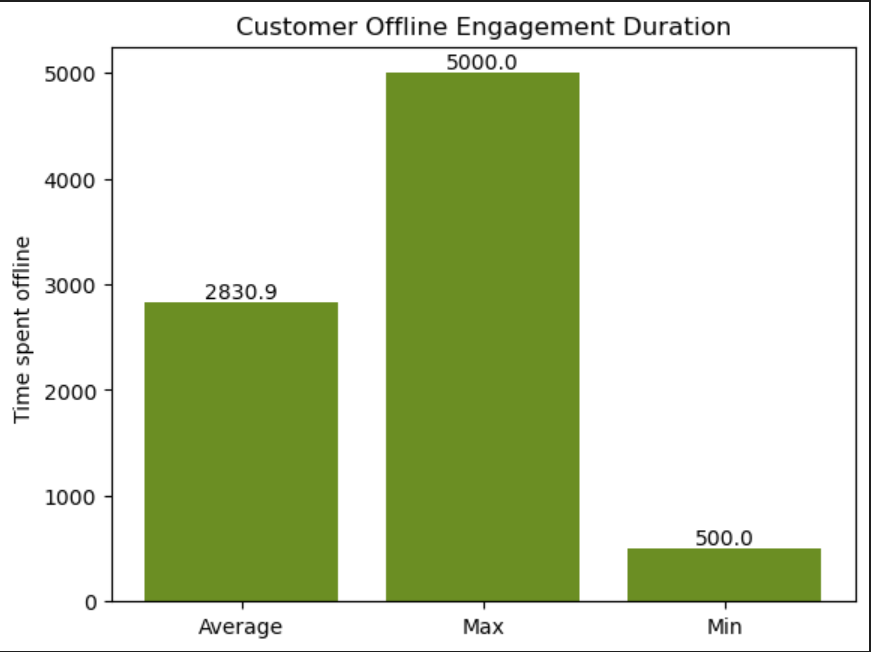 Customer Offline Engagement Duration
Time spent offline
5000
4000
3000
2000
1000
0
2830.9
5000.0
500.0
Average
Max
Min